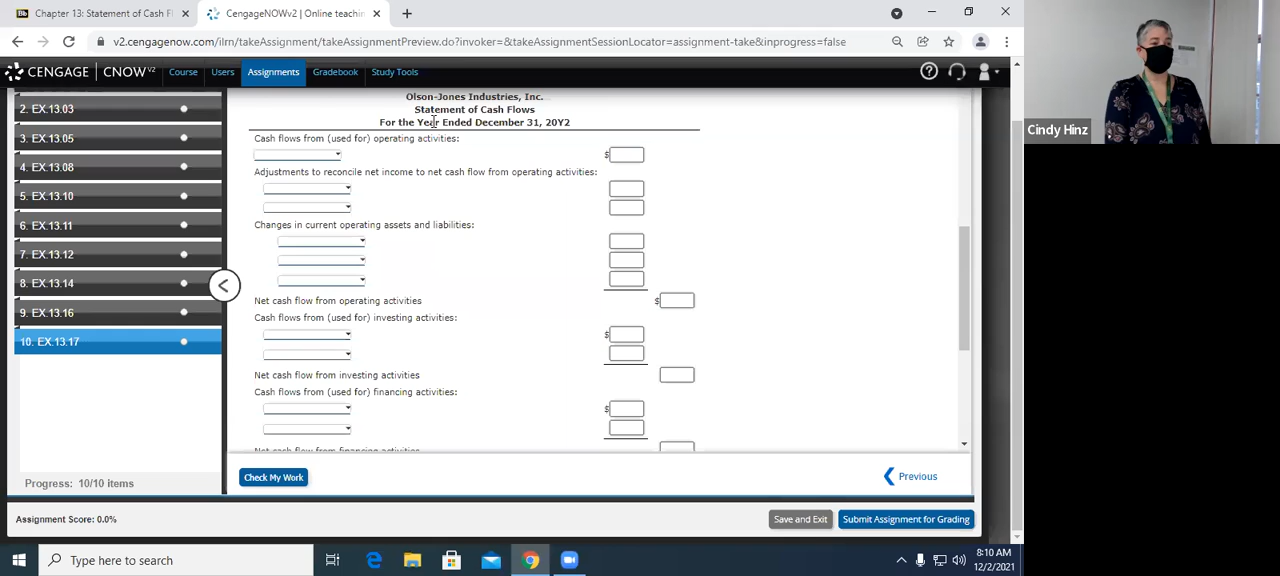 Chapter 13: Statement of Cash F
CengageNOWv2 | Online teachin
v2.cengagenow.com/ilrn/takeAssignment/takeAssignmentPreview.do?invoker=&takeAssignmentSessionLocator=assignment-take&inprogress=false
CENGAGE | CNOWV2 Course Users Assignments Gradebook Study Tools
2. EX.13.03
3. EX.13.05
4. EX.13.08
5. EX.13.10
6. EX.13.11
7. EX.13.12
8. EX.13.14
9. EX.13.16
10. EX.13.17
Progress: 10/10 items
Olson-Jones Industries, Inc.
Statement of Cash Flows
For the Year Ended December 31, 20Y2
Cash flows from (used for) operating activities:
$
Adjustments to reconcile net income to net cash flow from operating activities:
Changes in current operating assets and liabilities:
Net cash flow from operating activities $
Cash flows from (used for) investing activities:
$
Net cash flow from investing activities
Cash flows from (used for) financing activities:
$
Net cash flow from financing activities
Check My Work
Previous
Assignment Score: 0.0%
Save and Exit
Submit Assignment for Grading
Type here to search
8:10 AM
12/2/2021
Cindy Hinz